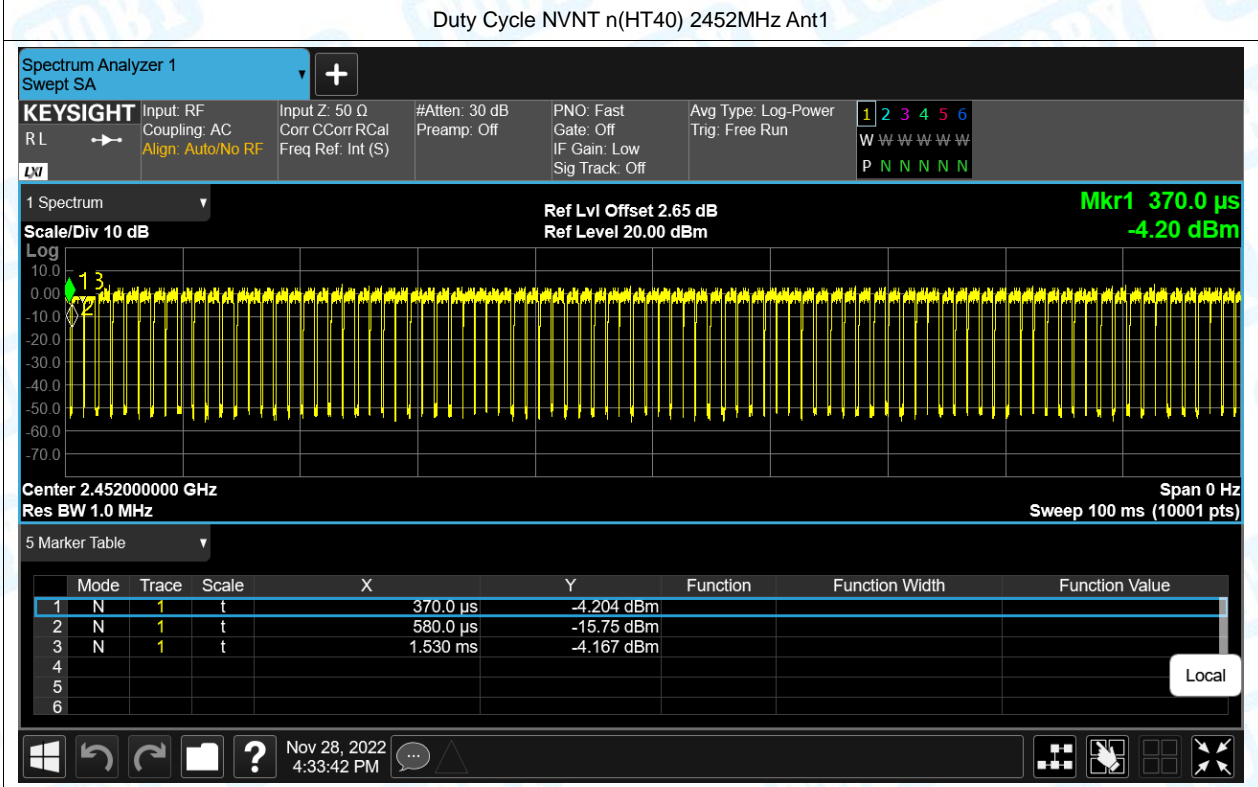 Duty Cycle NVNT n(HT40) 2452MHz Ant1
Spectrum Analyzer 1
Swept SA
KEYSIGHT
R L
LXI
Input: RF
Coupling: AC
Align: Auto/No RF
Input Z: 50 Ω
Corr CCorr RCal
Freq Ref: Int (S)
#Atten: 30 dB
Preamp: Off
PNO: Fast
Gate: Off
IF Gain: Low
Sig Track: Off
Avg Type: Log-Power
Trig: Free Run
1 2 3 4 5 6
W W W W W W
P N N N N N
1 Spectrum
Scale/Div 10 dB
Ref Lvl Offset 2.65 dB
Ref Level 20.00 dBm
Mkr1 370.0 µs
-4.20 dBm
Log
10.0
0.00
-10.0
-20.0
-30.0
-40.0
-50.0
-60.0
-70.0
1 3
2
Center 2.452000000 GHz
Res BW 1.0 MHz
Span 0 Hz
Sweep 100 ms (10001 pts)
5 Marker Table
Mode Trace Scale X Y Function Function Width Function Value
1 N 1 t 370.0 µs -4.204 dBm
2 N 1 t 580.0 µs -15.75 dBm
3 N 1 t 1.530 ms -4.167 dBm
4
5
6
Local
?
Nov 28, 2022
4:33:42 PM